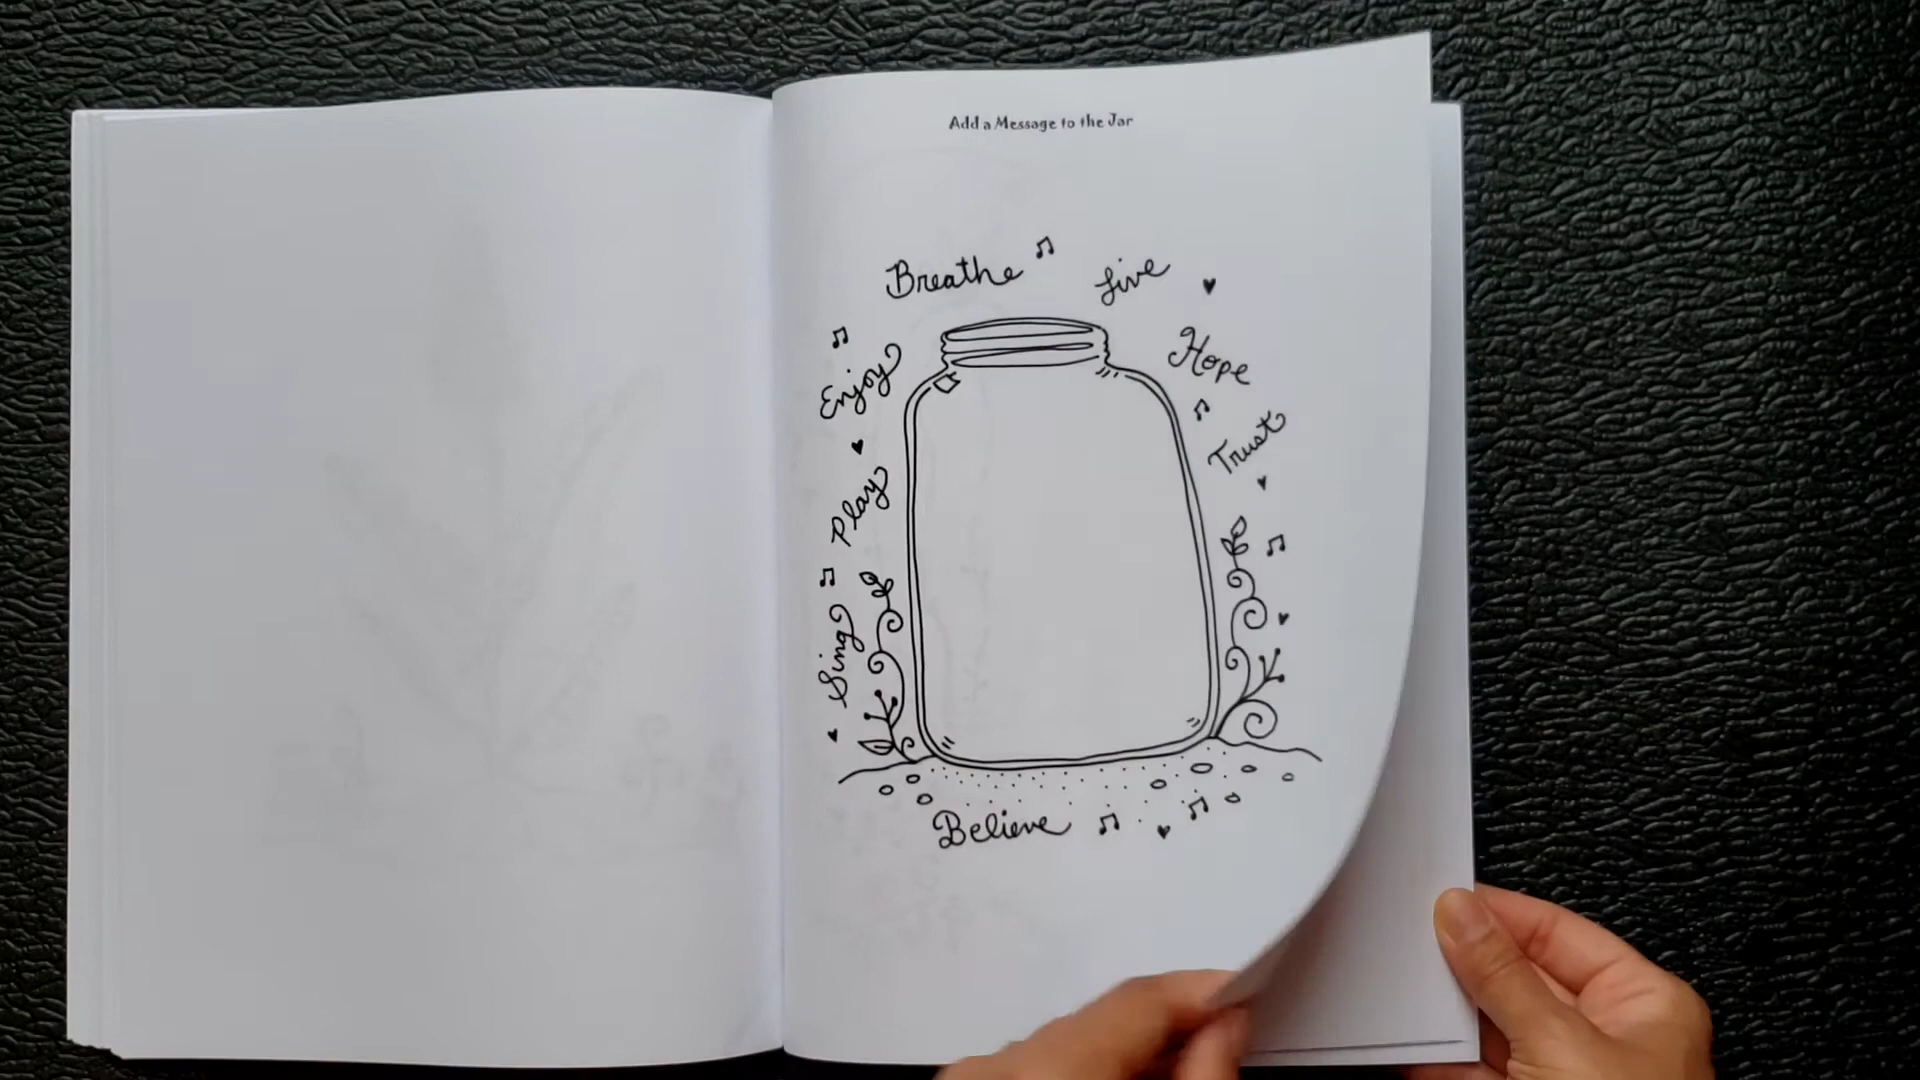 Add a Message to the Jar
Breathe
Live
Enjoy
Hope
Trust
Play
Sing
Believe